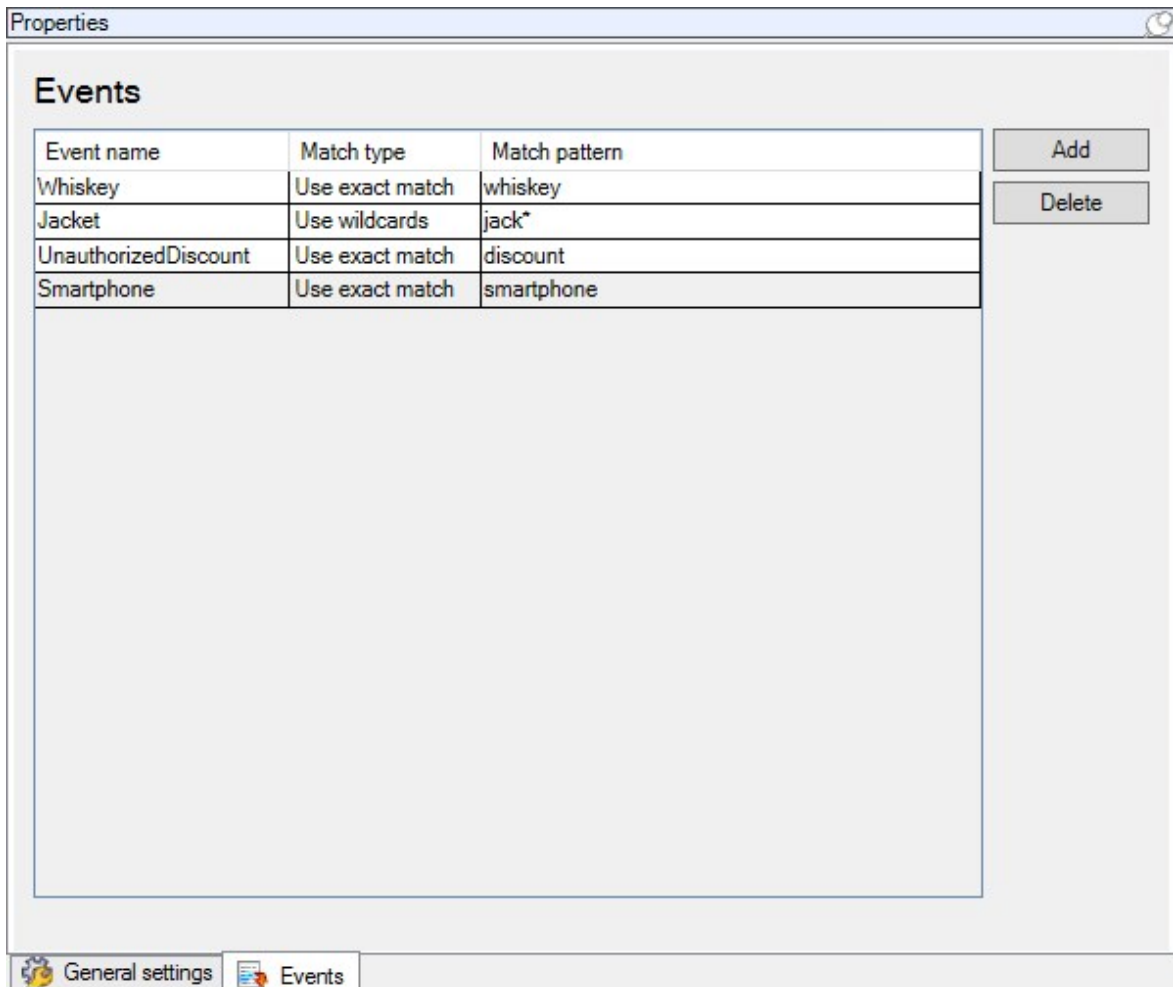 Properties
Events
Event name Match type Match pattern Add
Whiskey Use exact match whiskey
Jacket Use wildcards jack* Delete
UnauthorizedDiscount Use exact match discount
Smartphone Use exact match smartphone
General settings Events